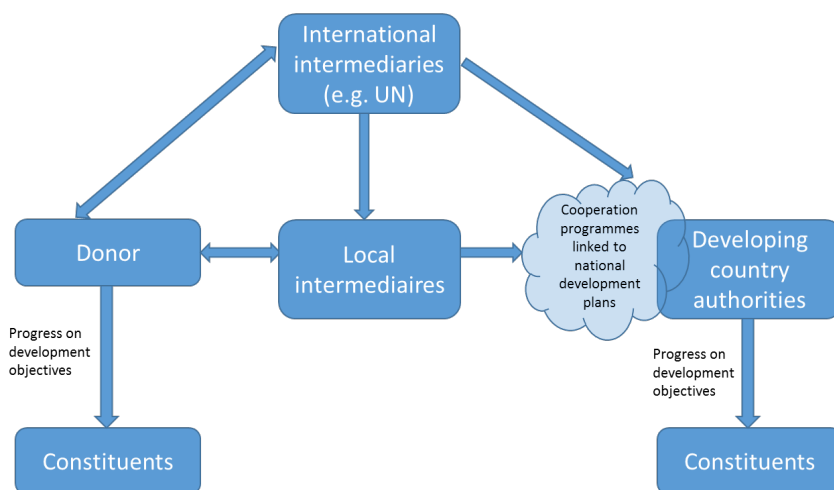 International
intermediaries
(e.g. UN)
Cooperation
programmes
linked to
national
development
plans
Donor
Local
intermediaires
Developing
country
authorities
Progress on
development
objectives
Progress on
development
objectives
Constituents
Constituents